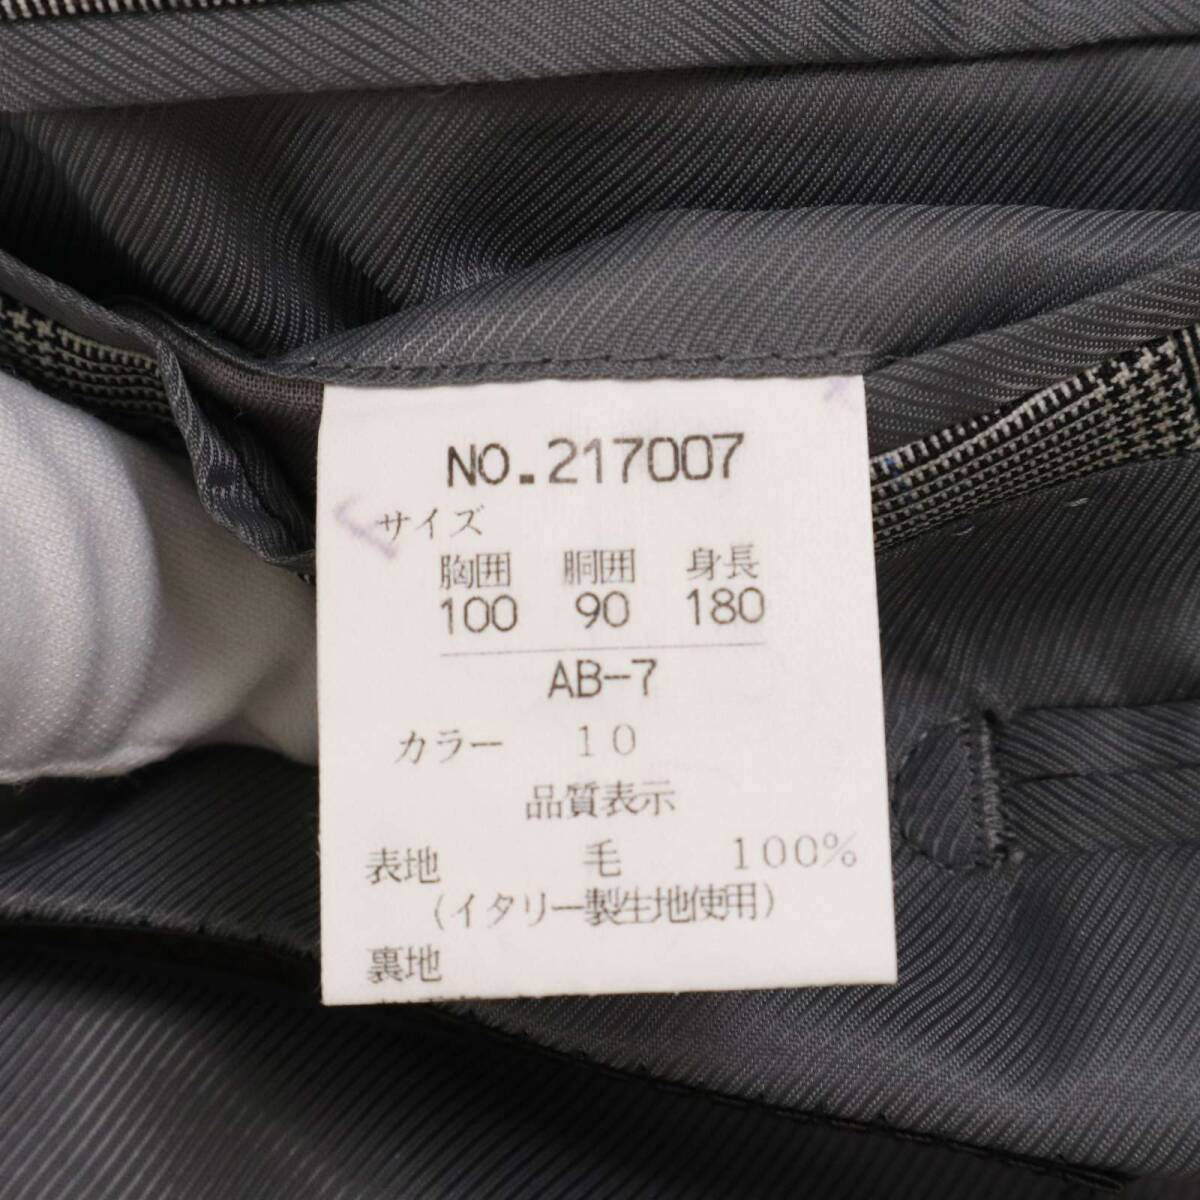 NO.217007
サイズ
胸囲 胴囲 身長
100 90 180
AB-7
カラー 10
品質表示
表地 毛 100%
(イタリー製生地使用)
裏地